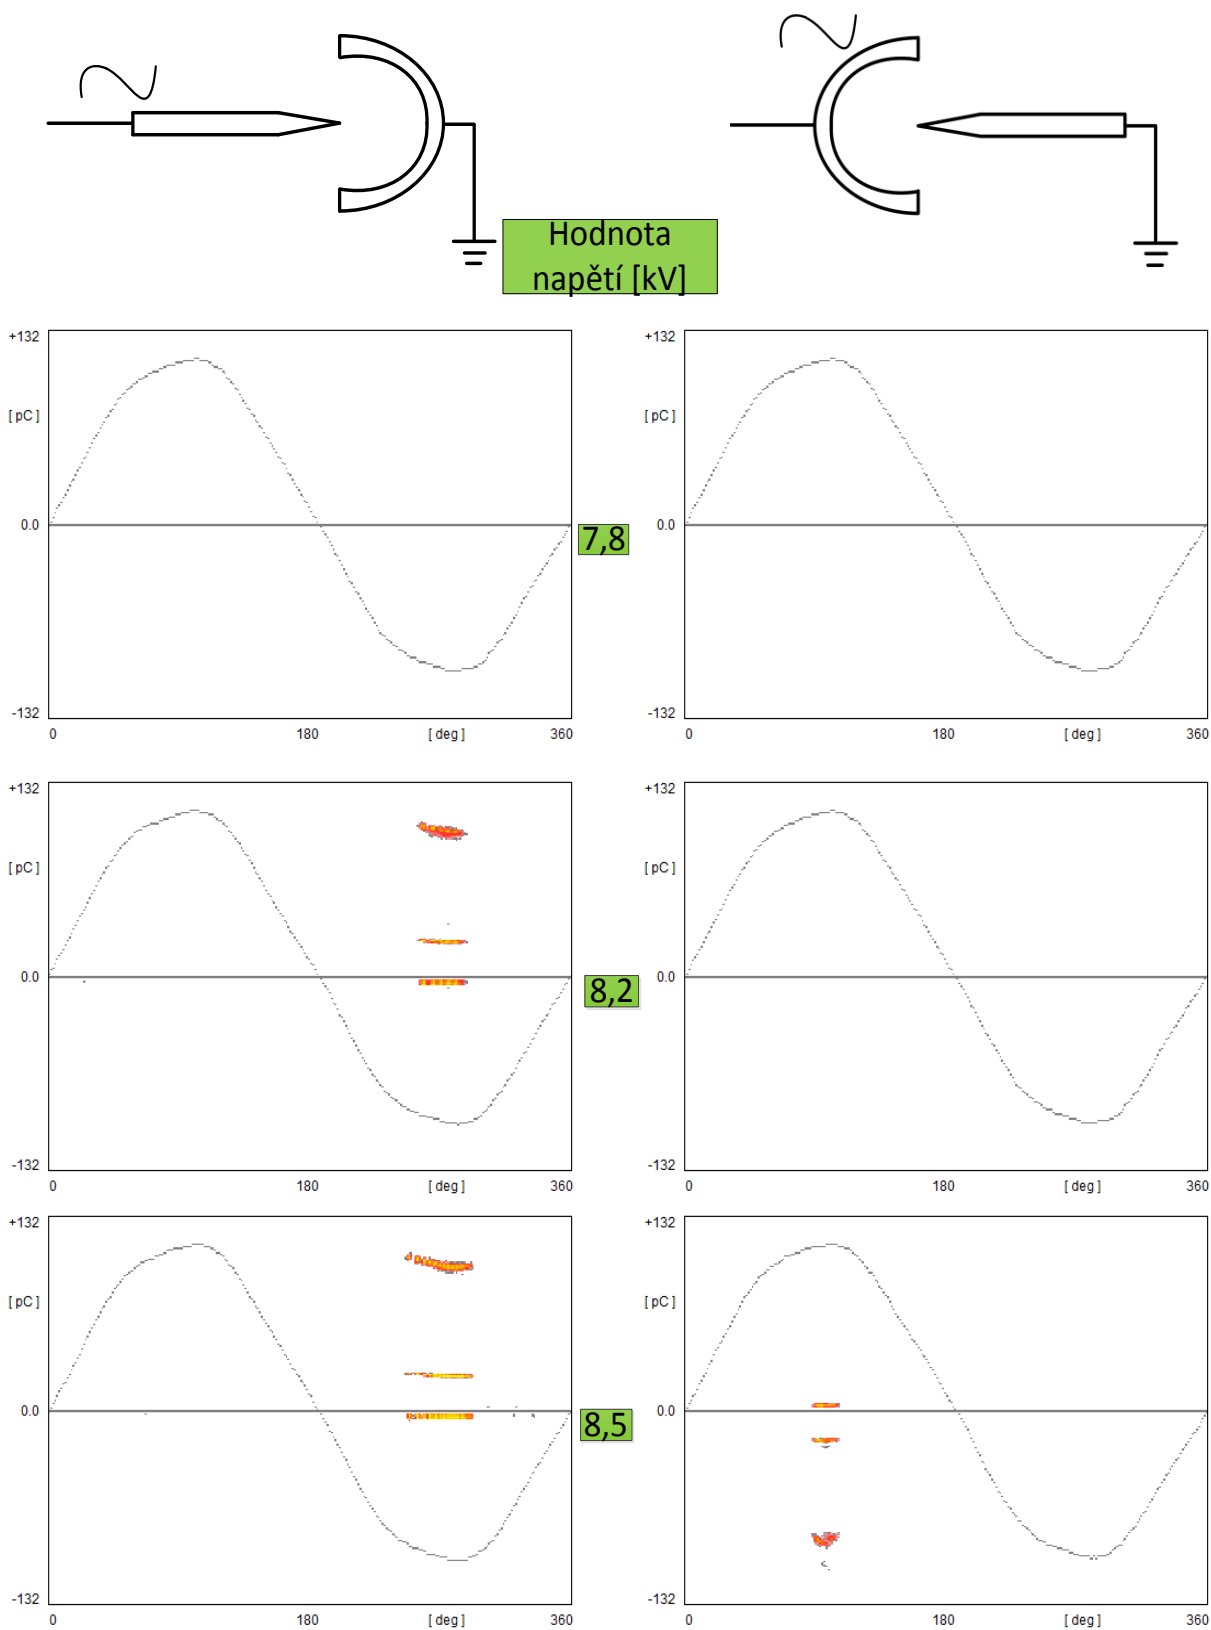 Hodnota
napětí [kV]
+132
[ pC ]
0.0
-132
0
180
[ deg ]
360
7,8
+132
[ pC ]
0.0
-132
0
180
[ deg ]
360
+132
[ pC ]
0.0
-132
0
180
[ deg ]
360
8,2
+132
[ pC ]
0.0
-132
0
180
[ deg ]
360
+132
[ pC ]
0.0
-132
0
180
[ deg ]
360
8,5
+132
[ pC ]
0.0
-132
0
180
[ deg ]
360